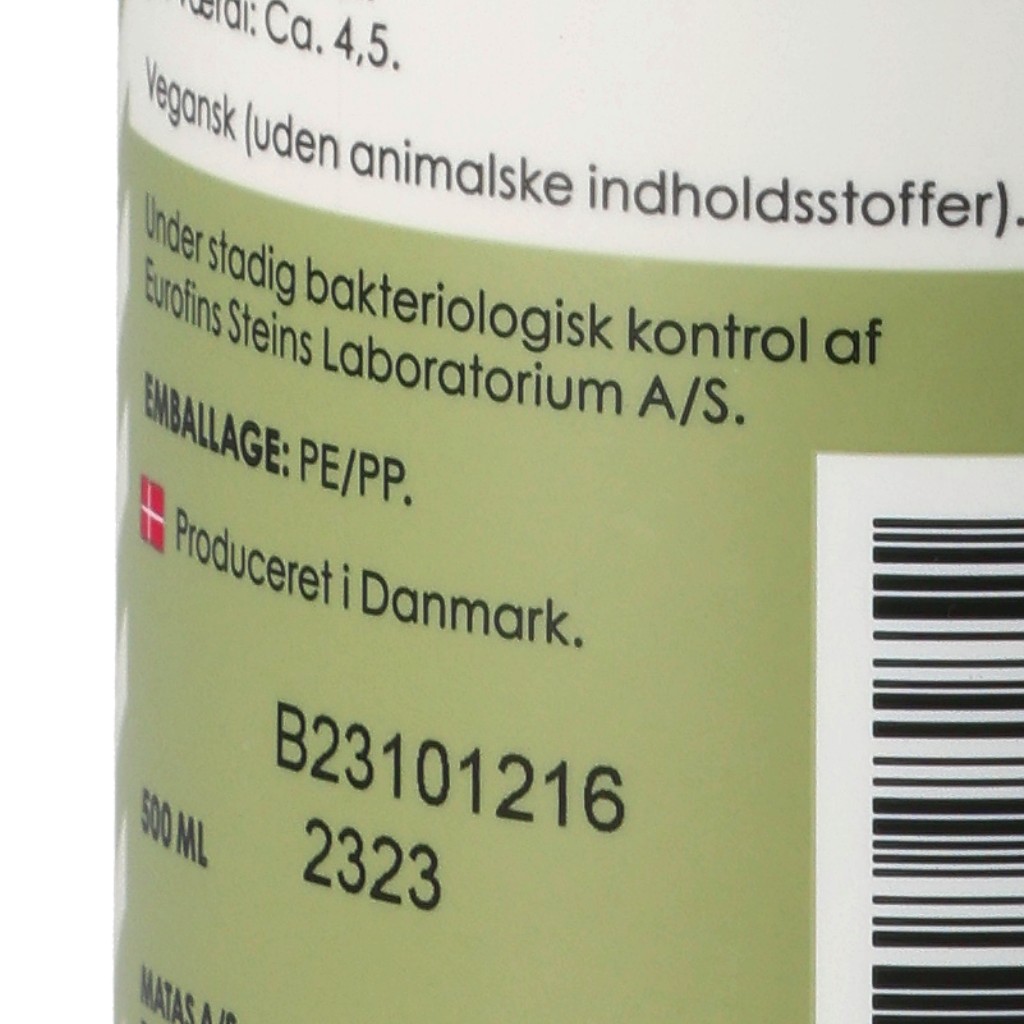 Ca. 4,5.
Vegansk (uden animalske indholdsstoffer).
Under stadig bakteriologisk kontrol af
Eurofins Steins Laboratorium A/S.
EMBALLAGE: PE/PP.
Produceret i Danmark.
B23101216
500 ML
2323
MATAS A/S